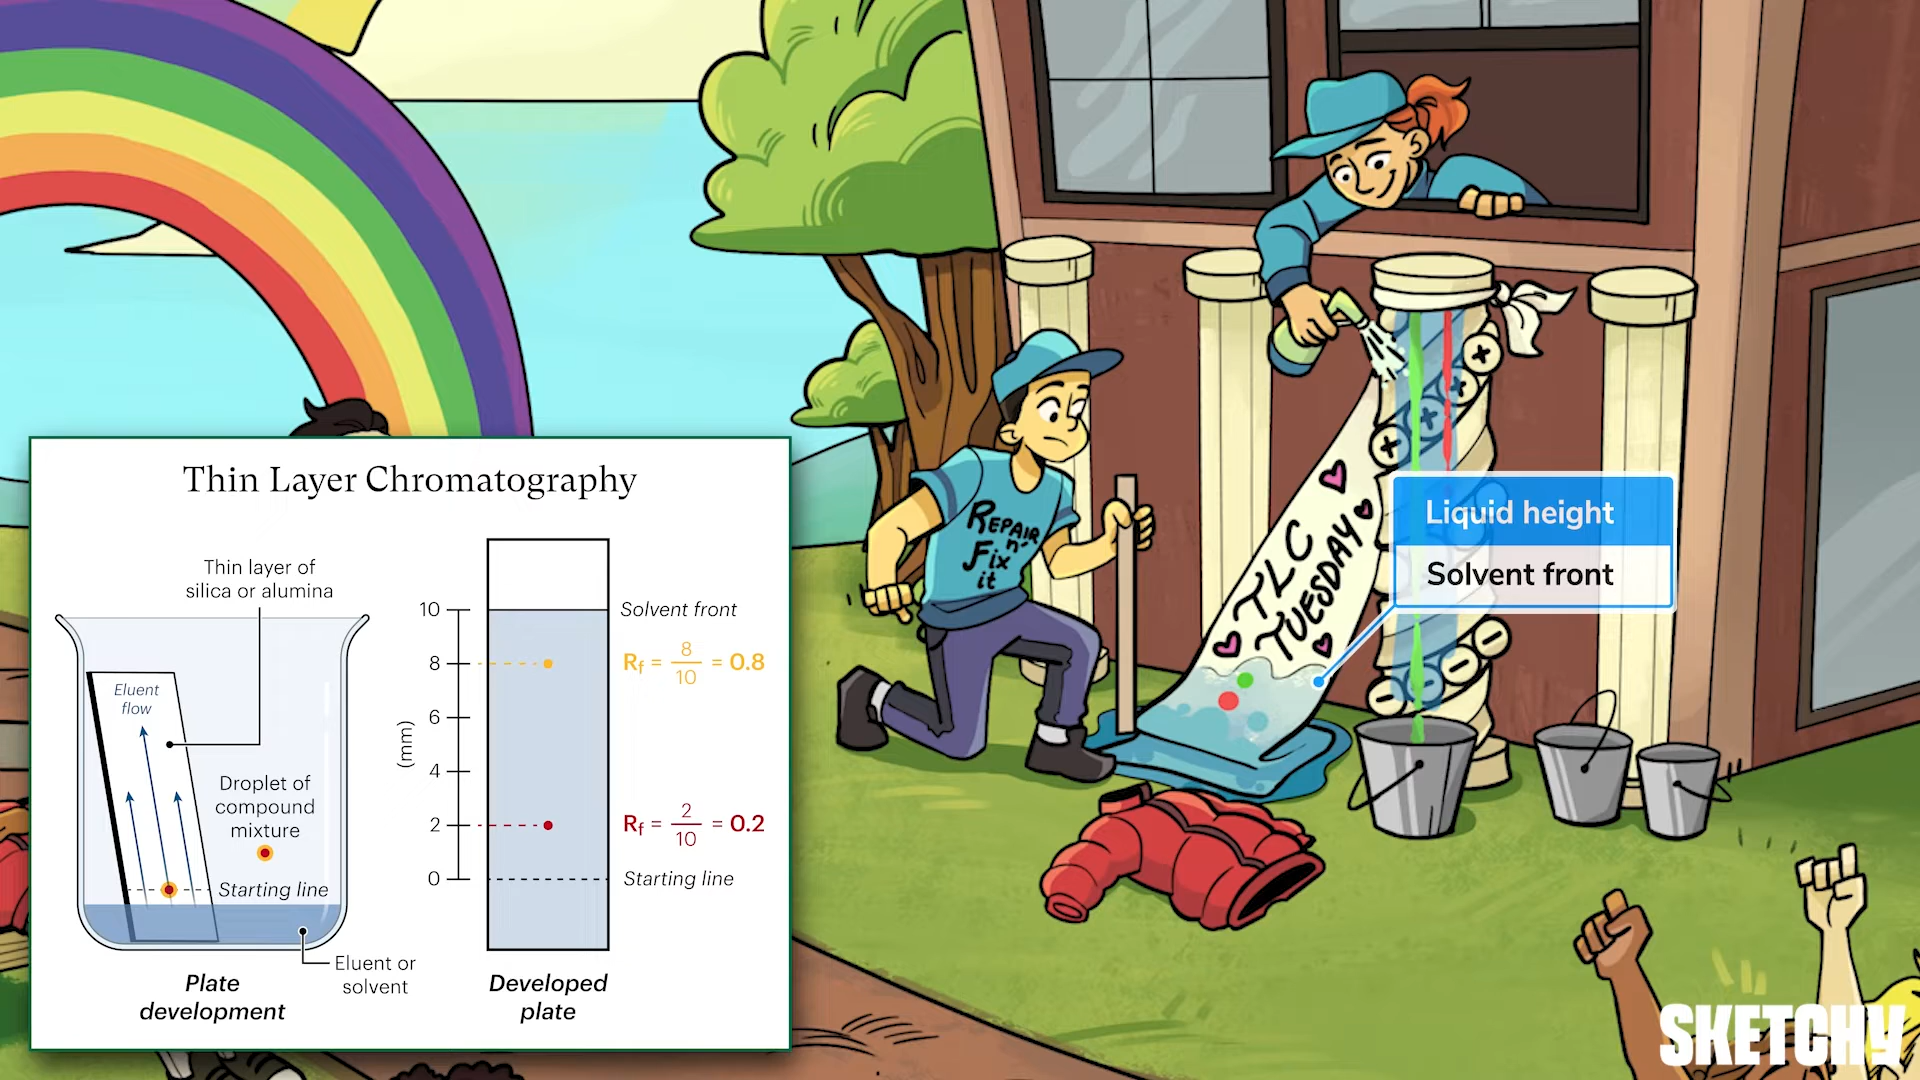 Thin Layer Chromatography
Thin layer of
silica or alumina
Eluent
flow
Droplet of
compound
mixture
Starting line
Eluent or
solvent
Plate
development
(mm)
10
8
6
4
2
0
Solvent front
Rf = 8/10 = 0.8
Rf = 2/10 = 0.2
Starting line
Developed
plate
REPAIR
n'
Fix
it
TLC
TUESDAY
Liquid height
Solvent front
SKETCHY